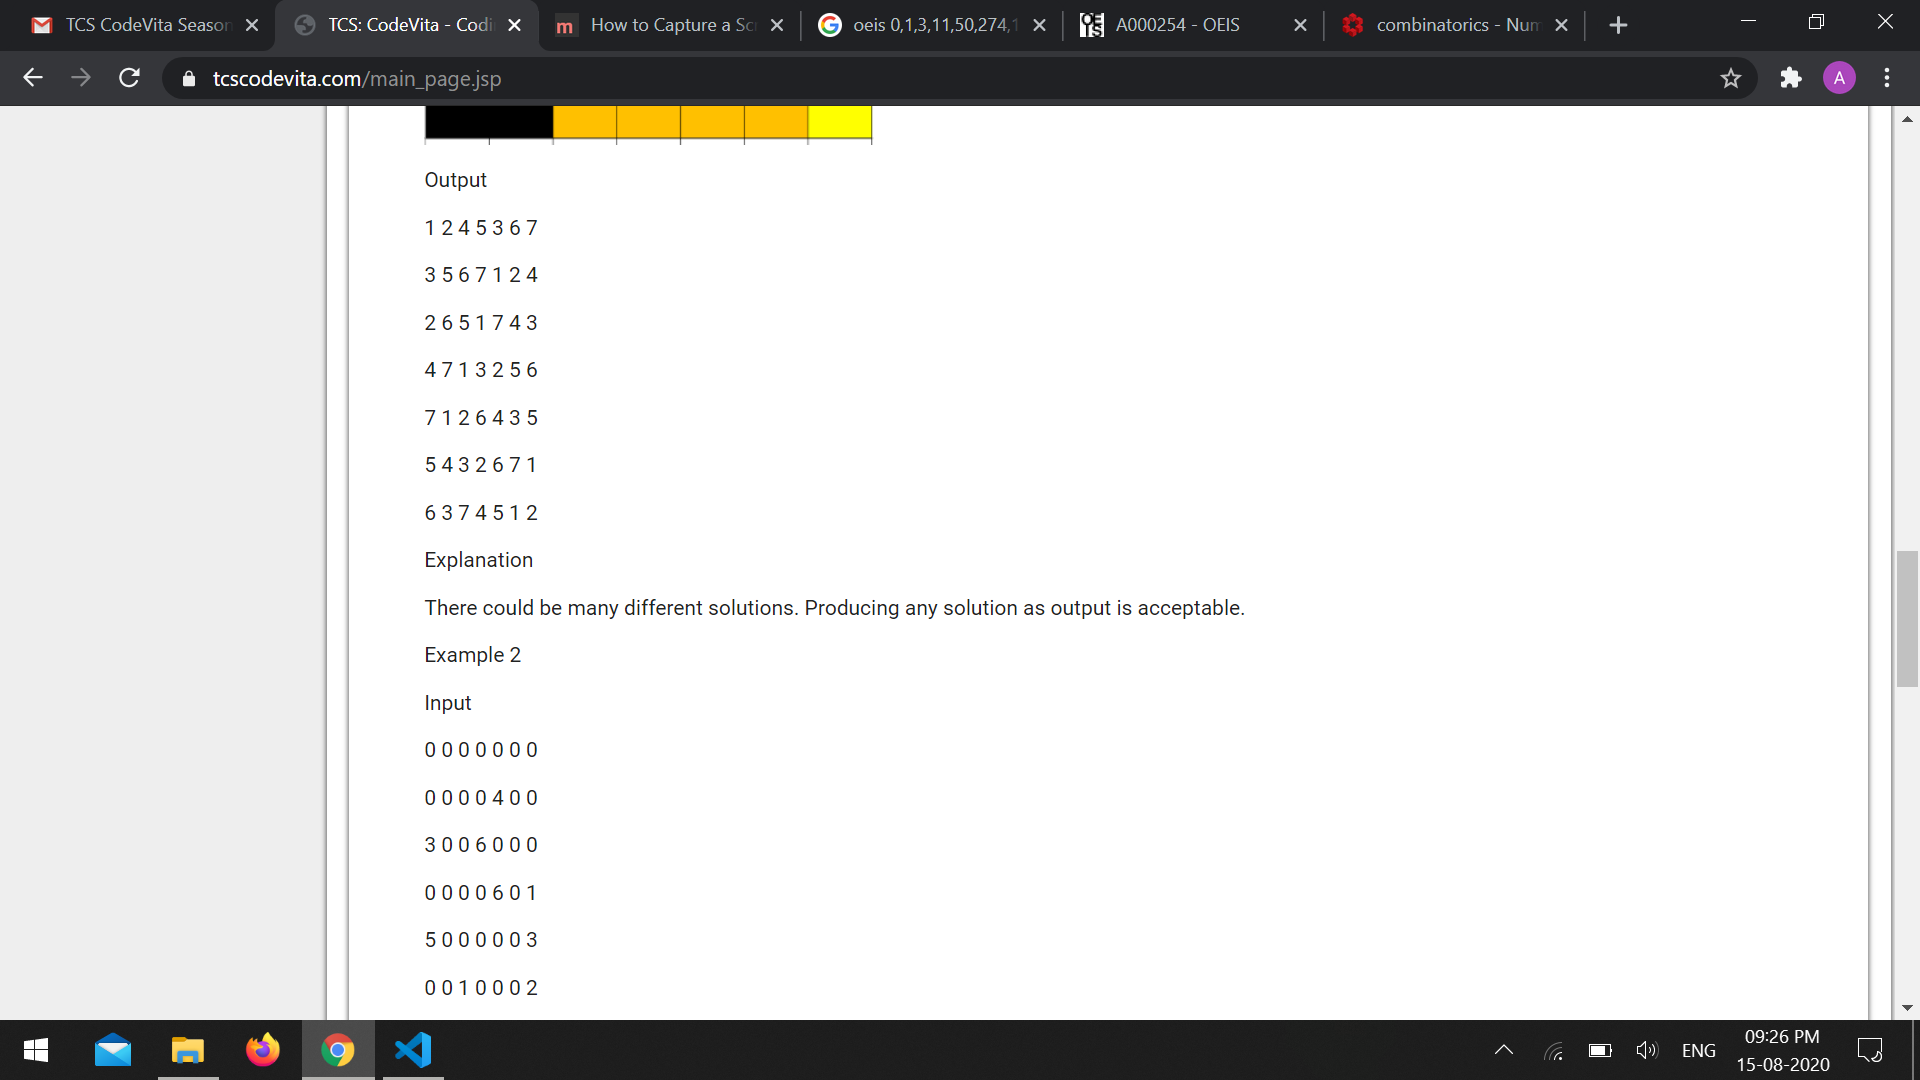 TCS CodeVita Season
TCS: CodeVita - Codi
How to Capture a Sc
oeis 0,1,3,11,50,274,1
A000254 - OEIS
combinatorics - Num
tcscodevita.com/main_page.jsp
A
Output
1 2 4 5 3 6 7
3 5 6 7 1 2 4
2 6 5 1 7 4 3
4 7 1 3 2 5 6
7 1 2 6 4 3 5
5 4 3 2 6 7 1
6 3 7 4 5 1 2
Explanation
There could be many different solutions. Producing any solution as output is acceptable.
Example 2
Input
0 0 0 0 0 0 0
0 0 0 0 4 0 0
3 0 0 6 0 0 0
0 0 0 0 6 0 1
5 0 0 0 0 0 3
0 0 1 0 0 0 2
ENG
09:26 PM
15-08-2020